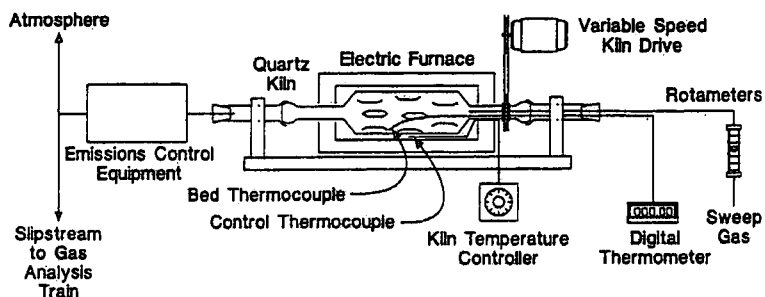 Atmosphere
Variable Speed
Kiln Drive
Electric Furnace
Quartz
Kiln
Rotameters
Emissions Control
Equipment
Bed Thermocouple
Control Thermocouple
Slipstream
to Gas
Analysis
Train
Kiln Temperature
Controller
000.00
Digital
Thermometer
Sweep
Gas